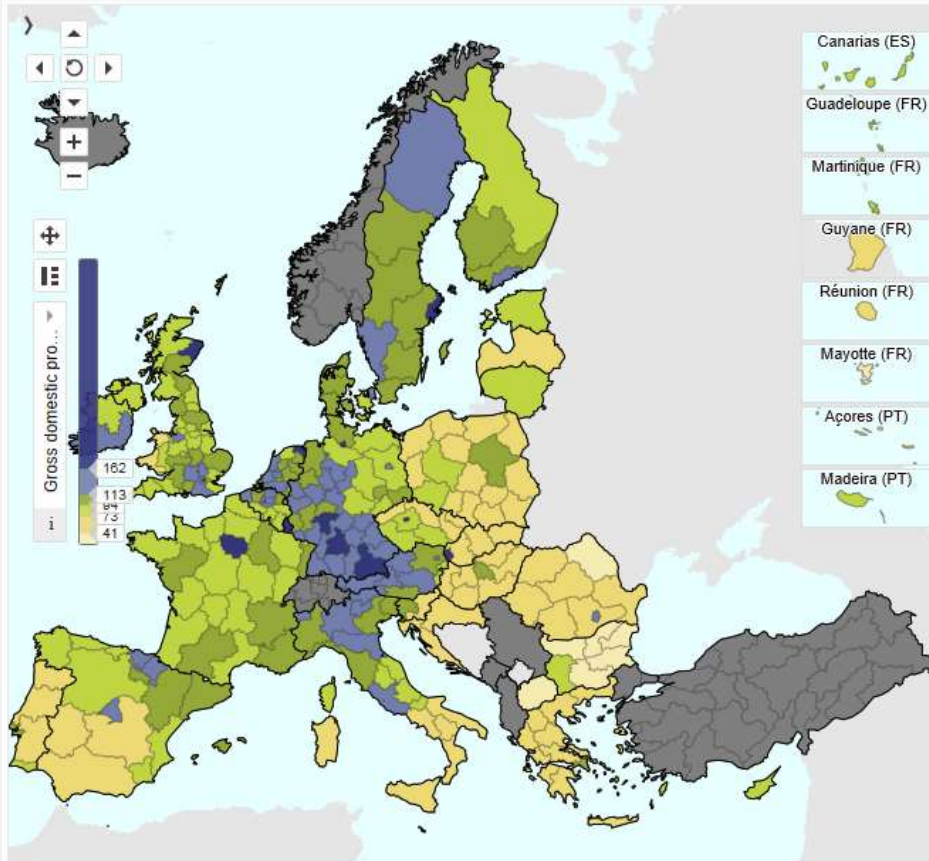 Canarias (ES)
Guadeloupe (FR)
Martinique (FR)
Guyane (FR)
Réunion (FR)
Mayotte (FR)
Açores (PT)
Madeira (PT)
Gross domestic pro...
i
162
113
94
73
41